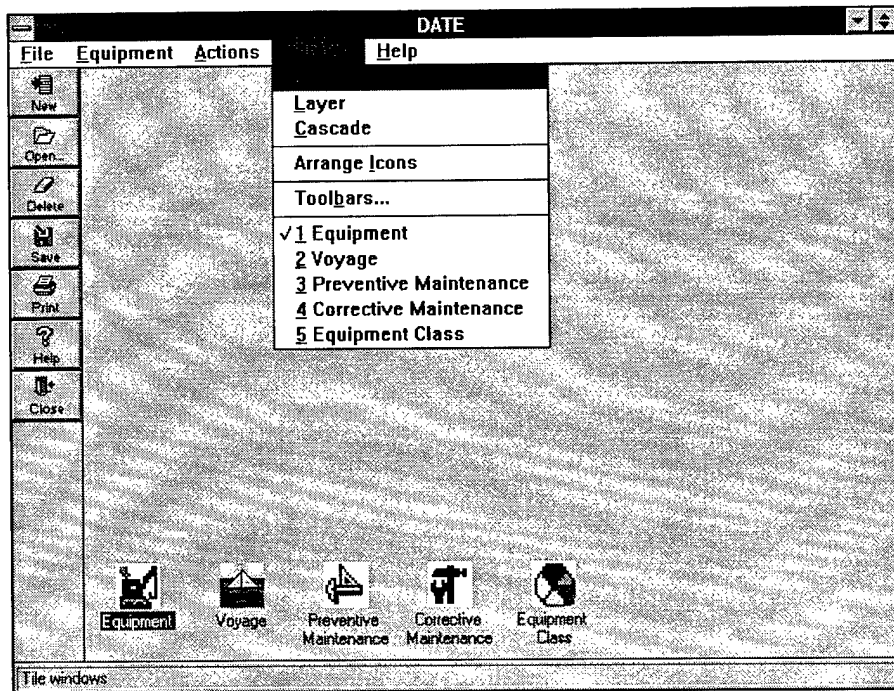 DATE
File Equipment Actions Help
New
Open...
Delete
Save
Print
Help
Close
Layer
Cascade
Arrange Icons
Toolbars...
√ 1 Equipment
2 Voyage
3 Preventive Maintenance
4 Corrective Maintenance
5 Equipment Class
Equipment
Voyage
Preventive
Maintenance
Corrective
Maintenance
Equipment
Class
Tile windows